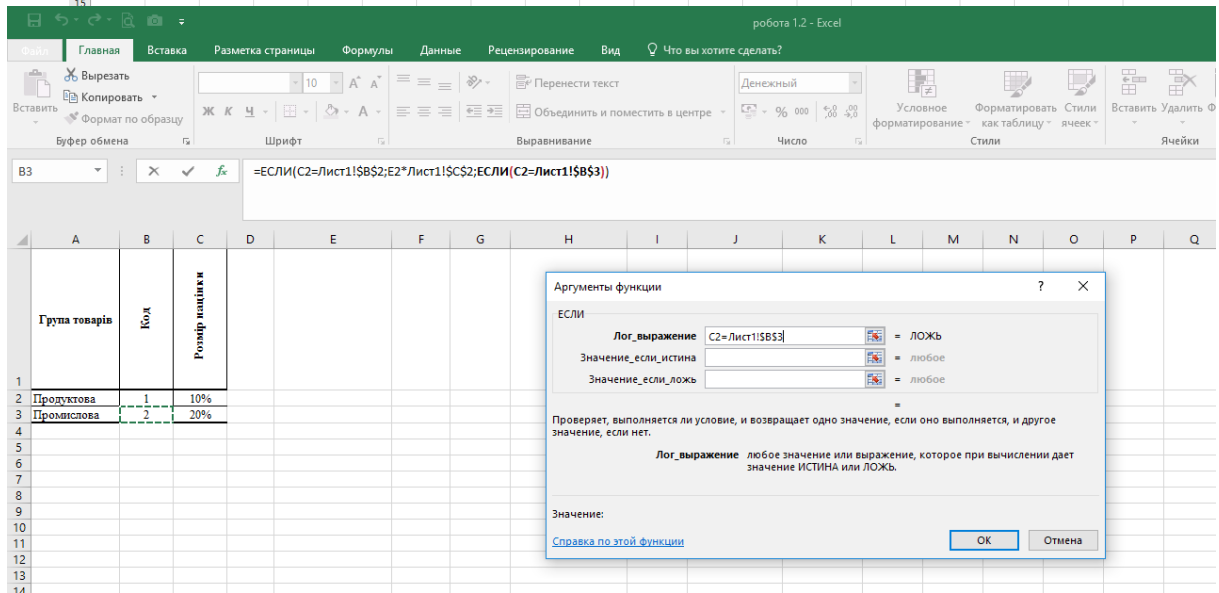 15
робота 1.2 - Excel
Файл Главная Вставка Разметка страницы Формулы Данные Рецензирование Вид Что вы хотите сделать?
Вставить
Вырезать
Копировать
Формат по образцу
Буфер обмена
10 A A
Ж К Ч A
Шрифт
Перенести текст
Объединить и поместить в центре
Выравнивание
Денежный
% 000 ,00 ,0
Число
Условное форматирование
Форматировать как таблицу
Стили ячеек
Стили
Вставить Удалить Ф
Ячейки
B3 fx =ЕСЛИ(C2=Лист1!$B$2;E2*Лист1!$C$2;ЕСЛИ(C2=Лист1!$B$3))
A B C D E F G H I J K L M N O P Q
1 Група товарів Код Розмір націнки
2 Продуктова 1 10%
3 Промислова 2 20%
4
5
6
7
8
9
10
11
12
13
14
Аргументы функции ?
ЕСЛИ
Лог_выражение C2=Лист1!$B$3 = ЛОЖЬ
Значение_если_истина = любое
Значение_если_ложь = любое
=
Проверяет, выполняется ли условие, и возвращает одно значение, если оно выполняется, и другое
значение, если нет.
Лог_выражение любое значение или выражение, которое при вычислении дает
значение ИСТИНА или ЛОЖЬ.
Значение:
Справка по этой функции
ОК Отмена